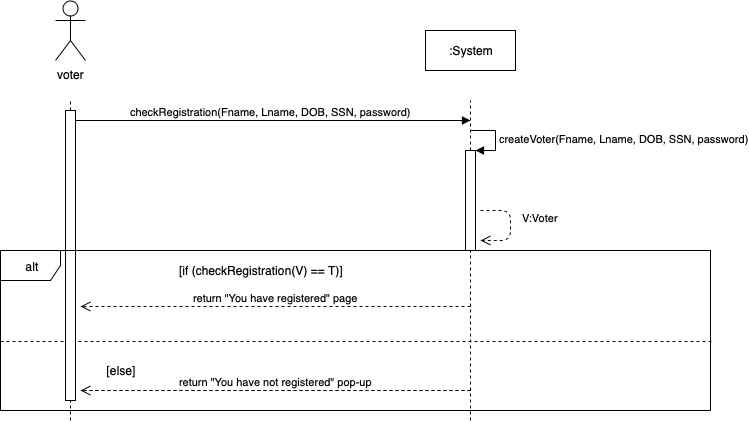 :System
voter
checkRegistration(Fname, Lname, DOB, SSN, password)
createVoter(Fname, Lname, DOB, SSN, password)
V:Voter
alt
[if (checkRegistration(V) == T)]
return "You have registered" page
[else]
return "You have not registered" pop-up